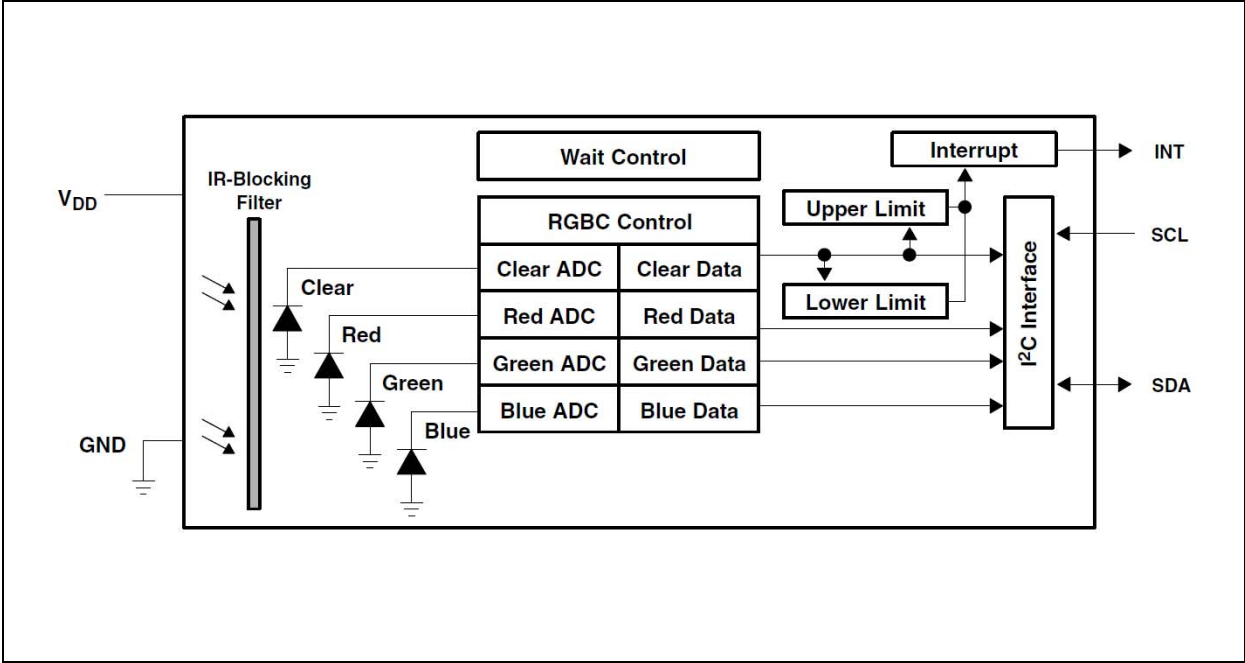 Wait Control
Interrupt
INT
IR-Blocking
Filter
VDD
RGBC Control
Upper Limit
SCL
Clear ADC
Clear Data
Clear
Lower Limit
Red ADC
Red Data
Red
I²C Interface
Green ADC
Green Data
Green
SDA
Blue ADC
Blue Data
Blue
GND